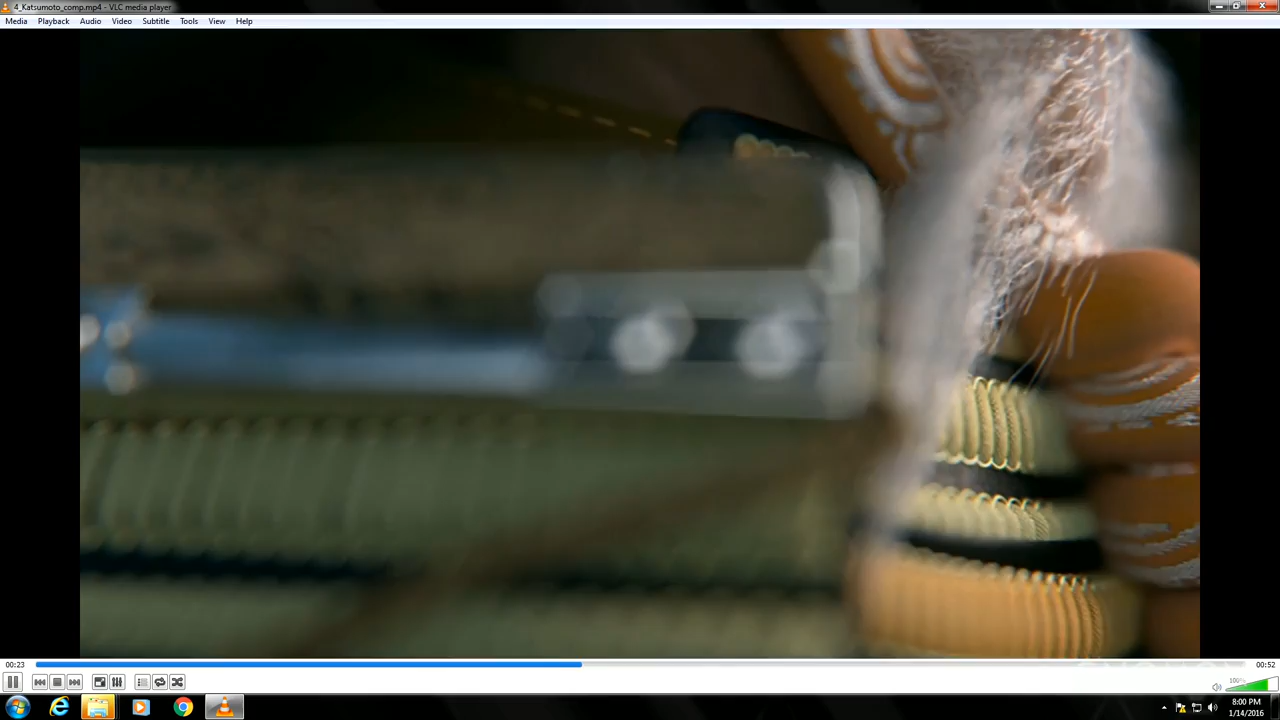 4_Katsumoto_comp.mp4 - VLC media player
Media Playback Audio Video Subtitle Tools View Help
00:23 00:52
100%
8:00 PM
1/14/2016